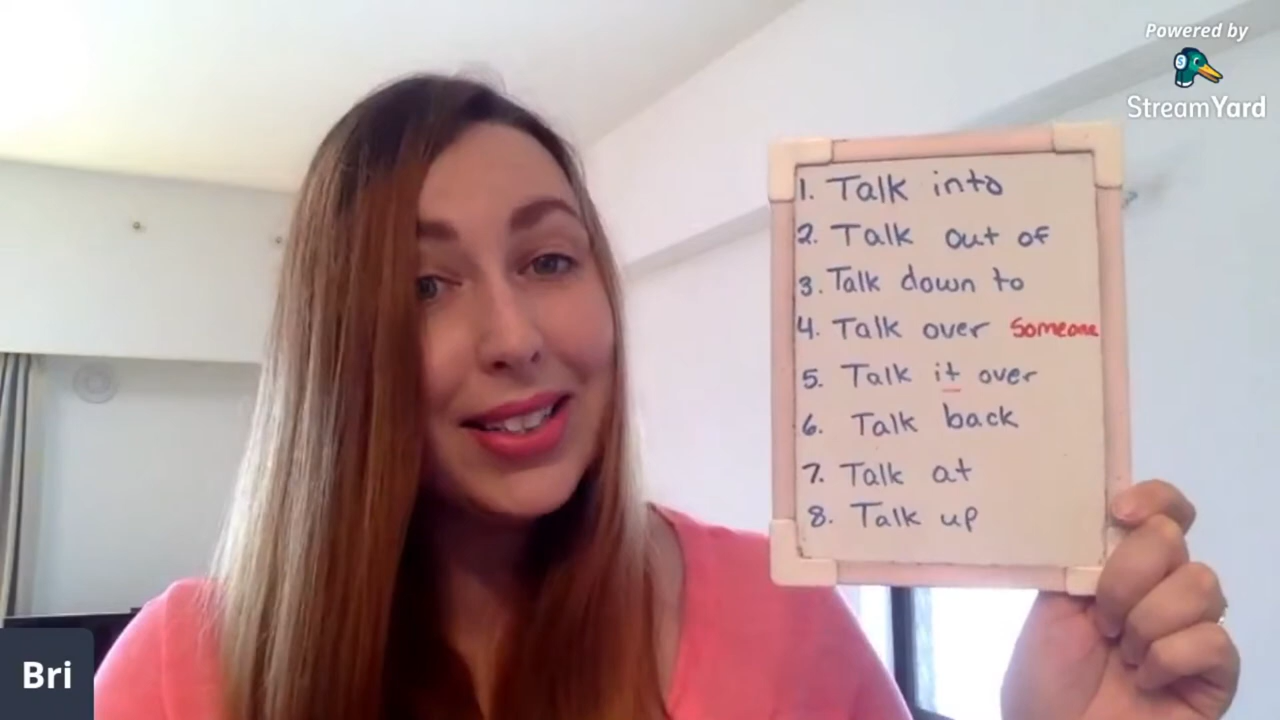 Powered by
StreamYard
1. Talk into
2. Talk out of
3. Talk down to
4. Talk over Someone
5. Talk it over
6. Talk back
7. Talk at
8. Talk up
Bri